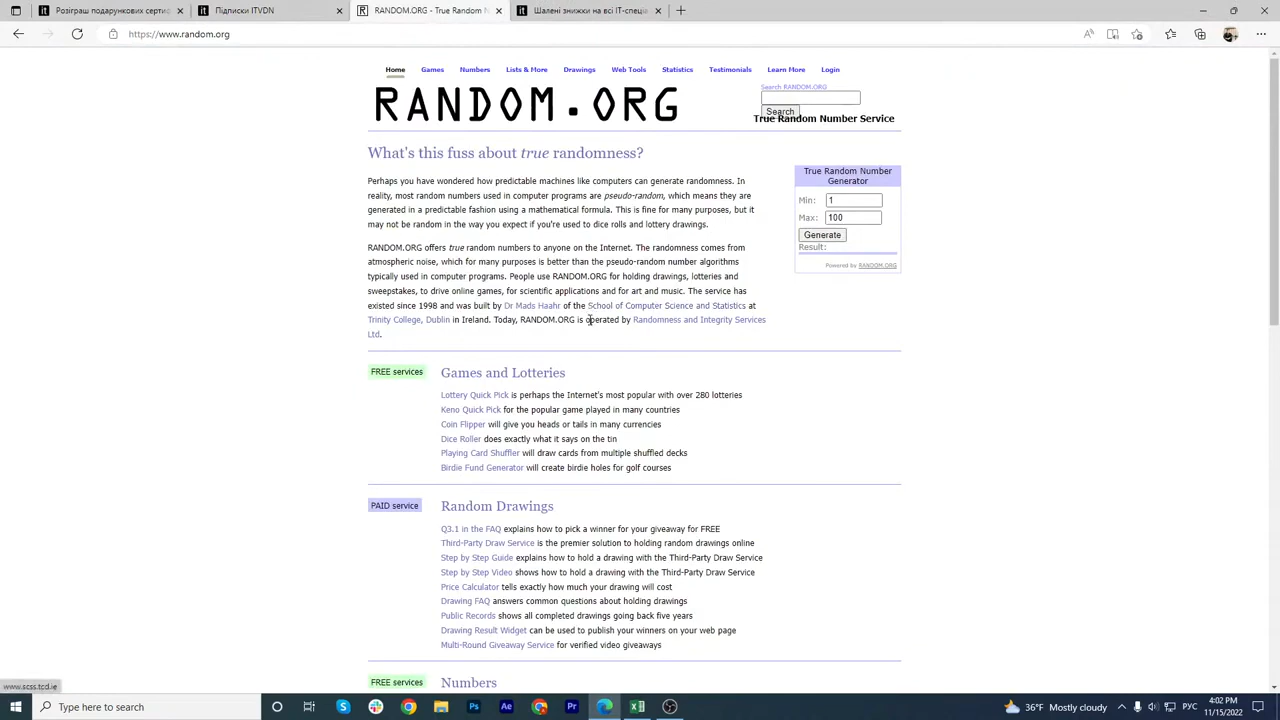 Розіграш подарункових серти
Підписки ITVDN
RANDOM.ORG - True Random Nu
Шалені знижки від ІТ-спеціа
https://www.random.org
Home Games Numbers Lists & More Drawings Web Tools Statistics Testimonials Learn More Login
RANDOM.ORG
Search RANDOM.ORG
Search
True Random Number Service
What's this fuss about true randomness?
Perhaps you have wondered how predictable machines like computers can generate randomness. In
reality, most random numbers used in computer programs are pseudo-random, which means they are
generated in a predictable fashion using a mathematical formula. This is fine for many purposes, but it
may not be random in the way you expect if you're used to dice rolls and lottery drawings.
RANDOM.ORG offers true random numbers to anyone on the Internet. The randomness comes from
atmospheric noise, which for many purposes is better than the pseudo-random number algorithms
typically used in computer programs. People use RANDOM.ORG for holding drawings, lotteries and
sweepstakes, to drive online games, for scientific applications and for art and music. The service has
existed since 1998 and was built by Dr Mads Haahr of the School of Computer Science and Statistics at
Trinity College, Dublin in Ireland. Today, RANDOM.ORG is operated by Randomness and Integrity Services
Ltd.
True Random Number
Generator
Min: 1
Max: 100
Generate
Result:
Powered by RANDOM.ORG
FREE services
Games and Lotteries
Lottery Quick Pick is perhaps the Internet's most popular with over 280 lotteries
Keno Quick Pick for the popular game played in many countries
Coin Flipper will give you heads or tails in many currencies
Dice Roller does exactly what it says on the tin
Playing Card Shuffler will draw cards from multiple shuffled decks
Birdie Fund Generator will create birdie holes for golf courses
PAID service
Random Drawings
Q3.1 in the FAQ explains how to pick a winner for your giveaway for FREE
Third-Party Draw Service is the premier solution to holding random drawings online
Step by Step Guide explains how to hold a drawing with the Third-Party Draw Service
Step by Step Video shows how to hold a drawing with the Third-Party Draw Service
Price Calculator tells exactly how much your drawing will cost
Drawing FAQ answers common questions about holding drawings
Public Records shows all completed drawings going back five years
Drawing Result Widget can be used to publish your winners on your web page
Multi-Round Giveaway Service for verified video giveaways
FREE services
Numbers
www.scss.tcd.ie
Type here to search
36°F Mostly cloudy
РУС
4:02 PM
11/15/2022